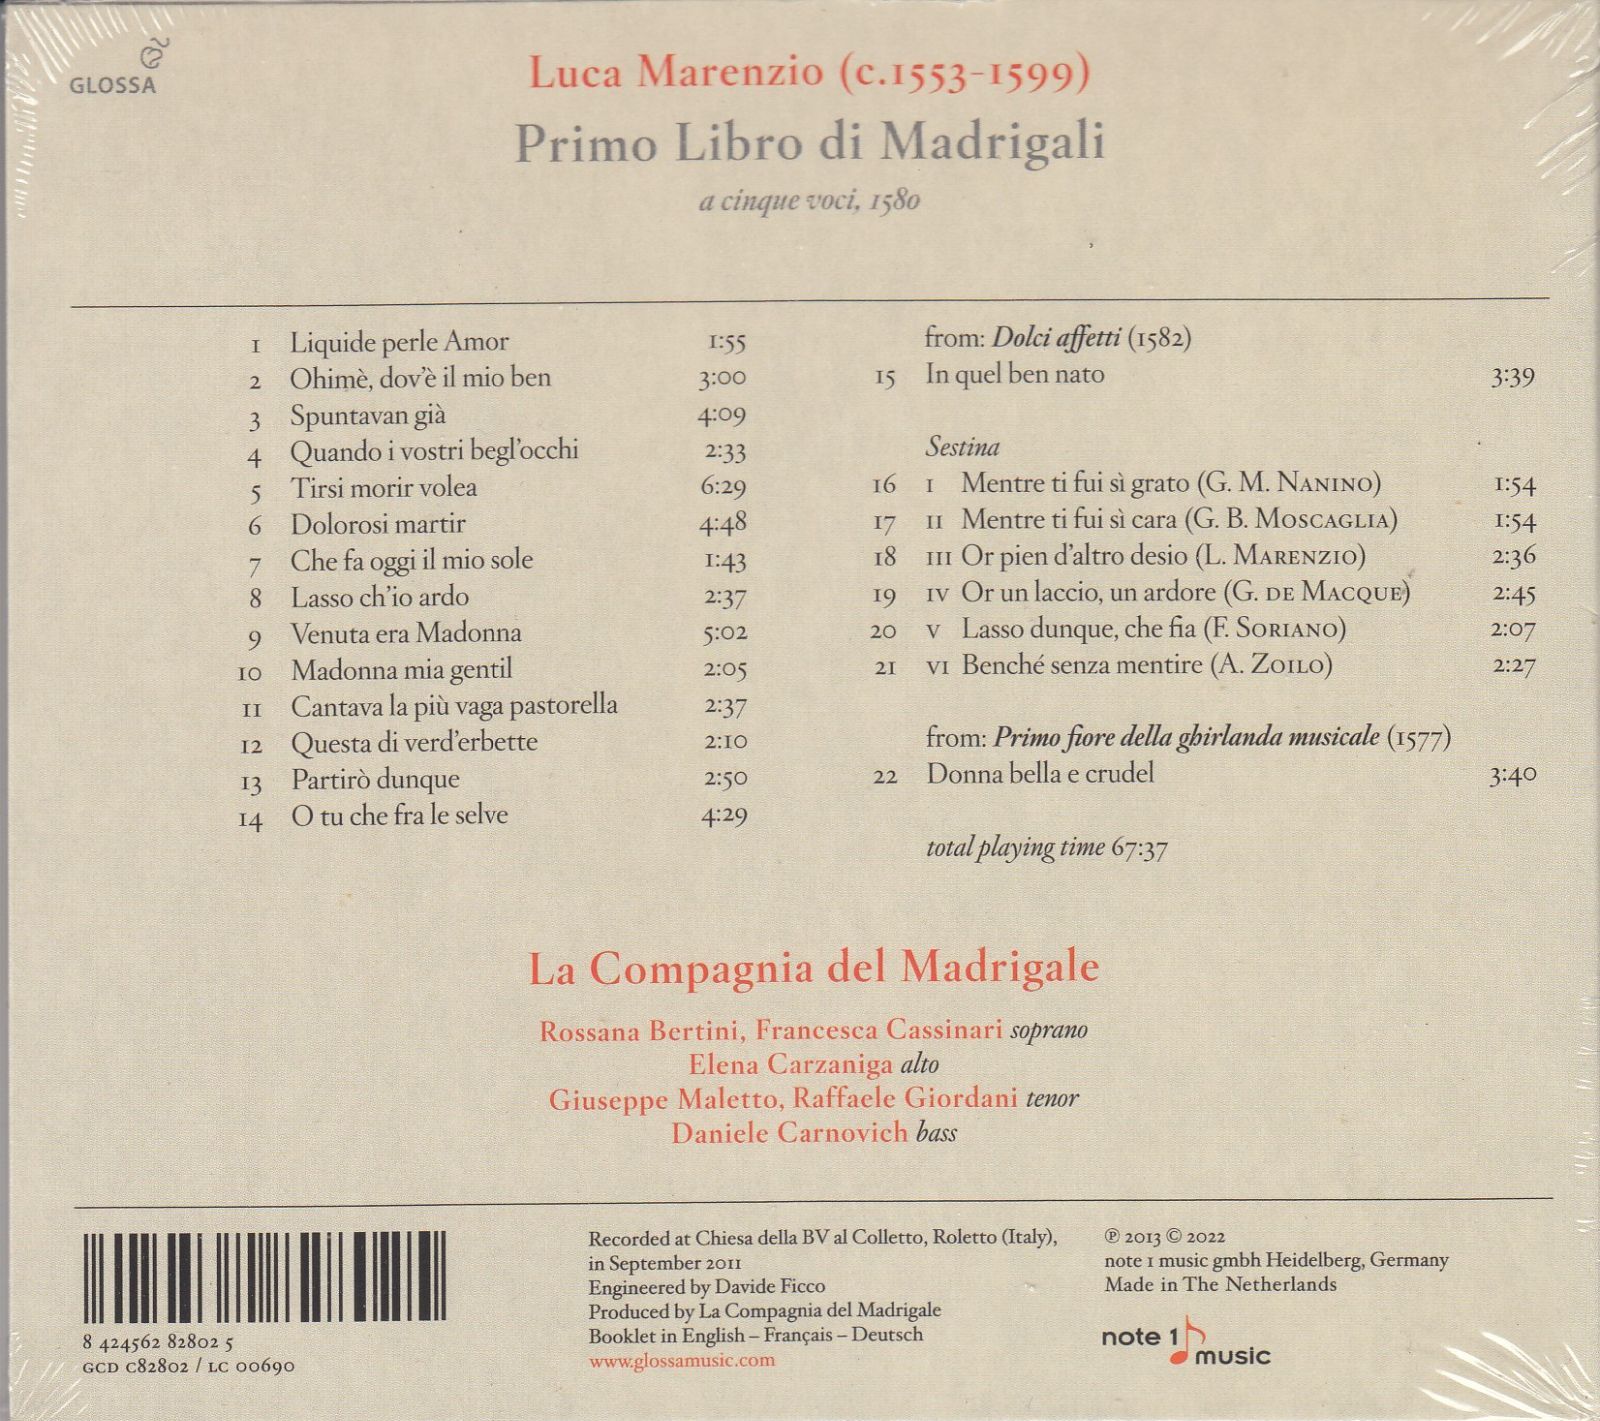 GLOSSA
Luca Marenzio (c.1553-1599)
Primo Libro di Madrigali
a cinque voci, 1580
1 Liquide perle Amor 1:55
2 Ohimè, dov'è il mio ben 3:00
3 Spuntavan già 4:09
4 Quando i vostri begl'occhi 2:33
5 Tirsi morir volea 6:29
6 Dolorosi martir 4:48
7 Che fa oggi il mio sole 1:43
8 Lasso ch'io ardo 2:37
9 Venuta era Madonna 5:02
10 Madonna mia gentil 2:05
11 Cantava la più vaga pastorella 2:37
12 Questa di verd'erbette 2:10
13 Partirò dunque 2:50
14 O tu che fra le selve 4:29
from: Dolci affetti (1582)
15 In quel ben nato 3:39
Sestina
16 I Mentre ti fui sì grato (G. M. NANINO) 1:54
17 II Mentre ti fui sì cara (G. B. MOSCAGLIA) 1:54
18 III Or pien d'altro desio (L. MARENZIO) 2:36
19 IV Or un laccio, un ardore (G. DE MACQUE) 2:45
20 V Lasso dunque, che fia (F. SORIANO) 2:07
21 VI Benché senza mentire (A. ZOILO) 2:27
from: Primo fiore della ghirlanda musicale (1577)
22 Donna bella e crudel 3:40
total playing time 67:37
La Compagnia del Madrigale
Rossana Bertini, Francesca Cassinari soprano
Elena Carzaniga alto
Giuseppe Maletto, Raffaele Giordani tenor
Daniele Carnovich bass
8 424562 82802 5
GCD C82802 / LC 00690
Recorded at Chiesa della BV al Colletto, Roletto (Italy),
in September 2011
Engineered by Davide Ficco
Produced by La Compagnia del Madrigale
Booklet in English – Français – Deutsch
www.glossamusic.com
℗ 2013 © 2022
note 1 music gmbh Heidelberg, Germany
Made in The Netherlands
note 1
music